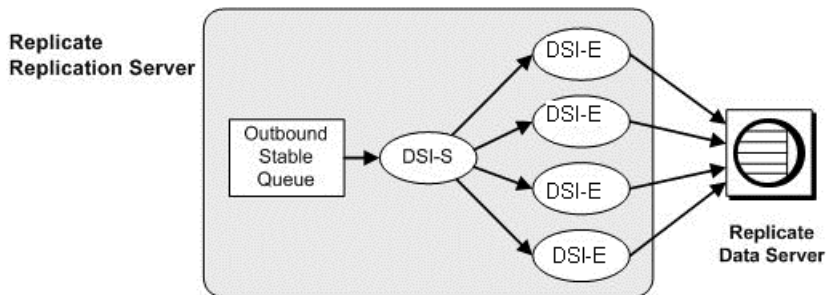 Replicate
Replication Server
Outbound
Stable
Queue
DSI-S
DSI-E
DSI-E
DSI-E
DSI-E
Replicate
Data Server